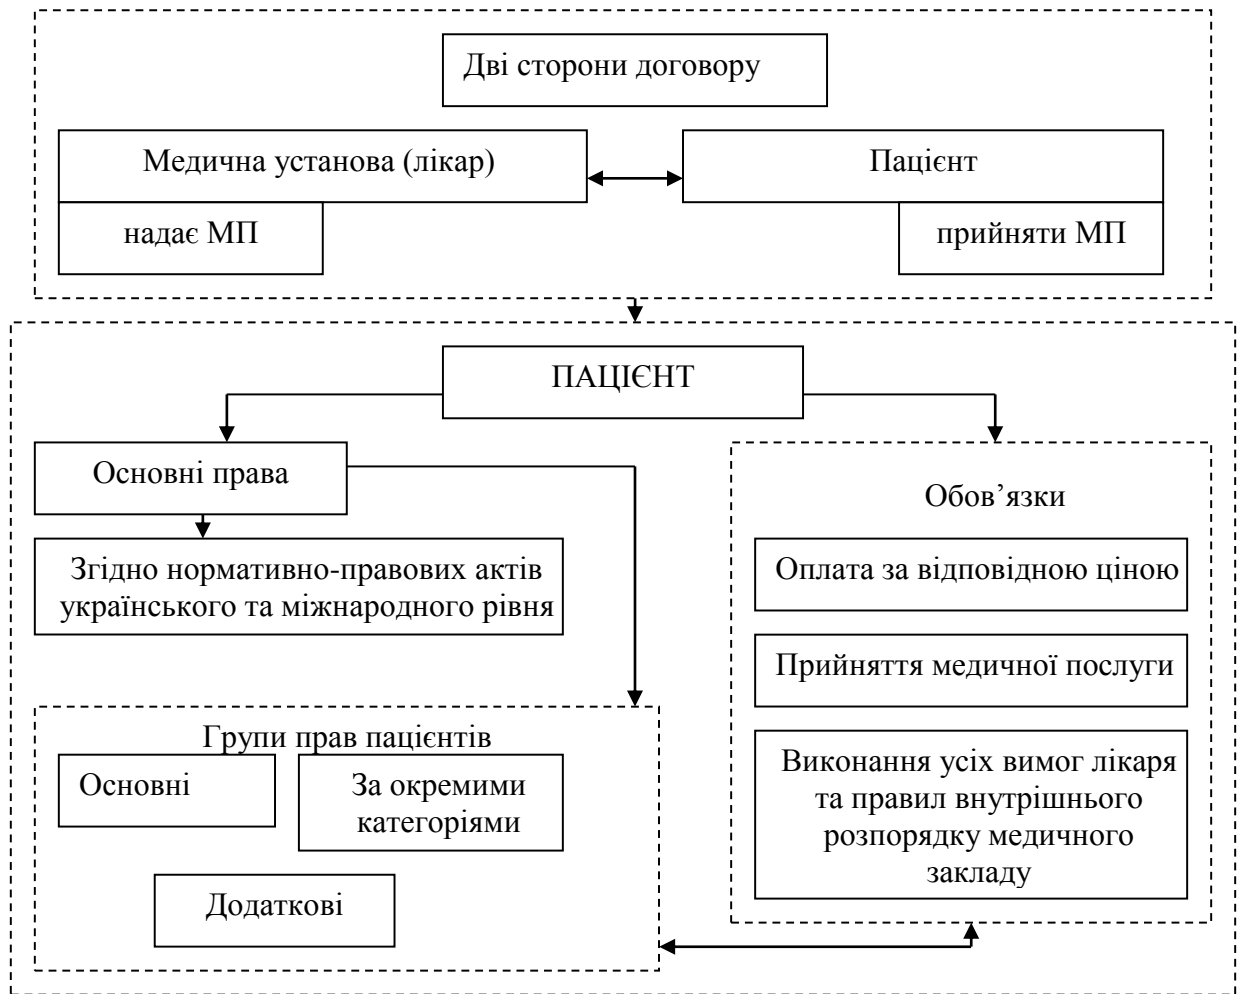 Дві сторони договору
Медична установа (лікар)
Пацієнт
надає МП
прийняти МП
ПАЦІЄНТ
Основні права
Згідно нормативно-правових актів
українського та міжнародного рівня
Групи прав пацієнтів
Основні
За окремими
категоріями
Додаткові
Обов’язки
Оплата за відповідною ціною
Прийняття медичної послуги
Виконання усіх вимог лікаря
та правил внутрішнього
розпорядку медичного
закладу